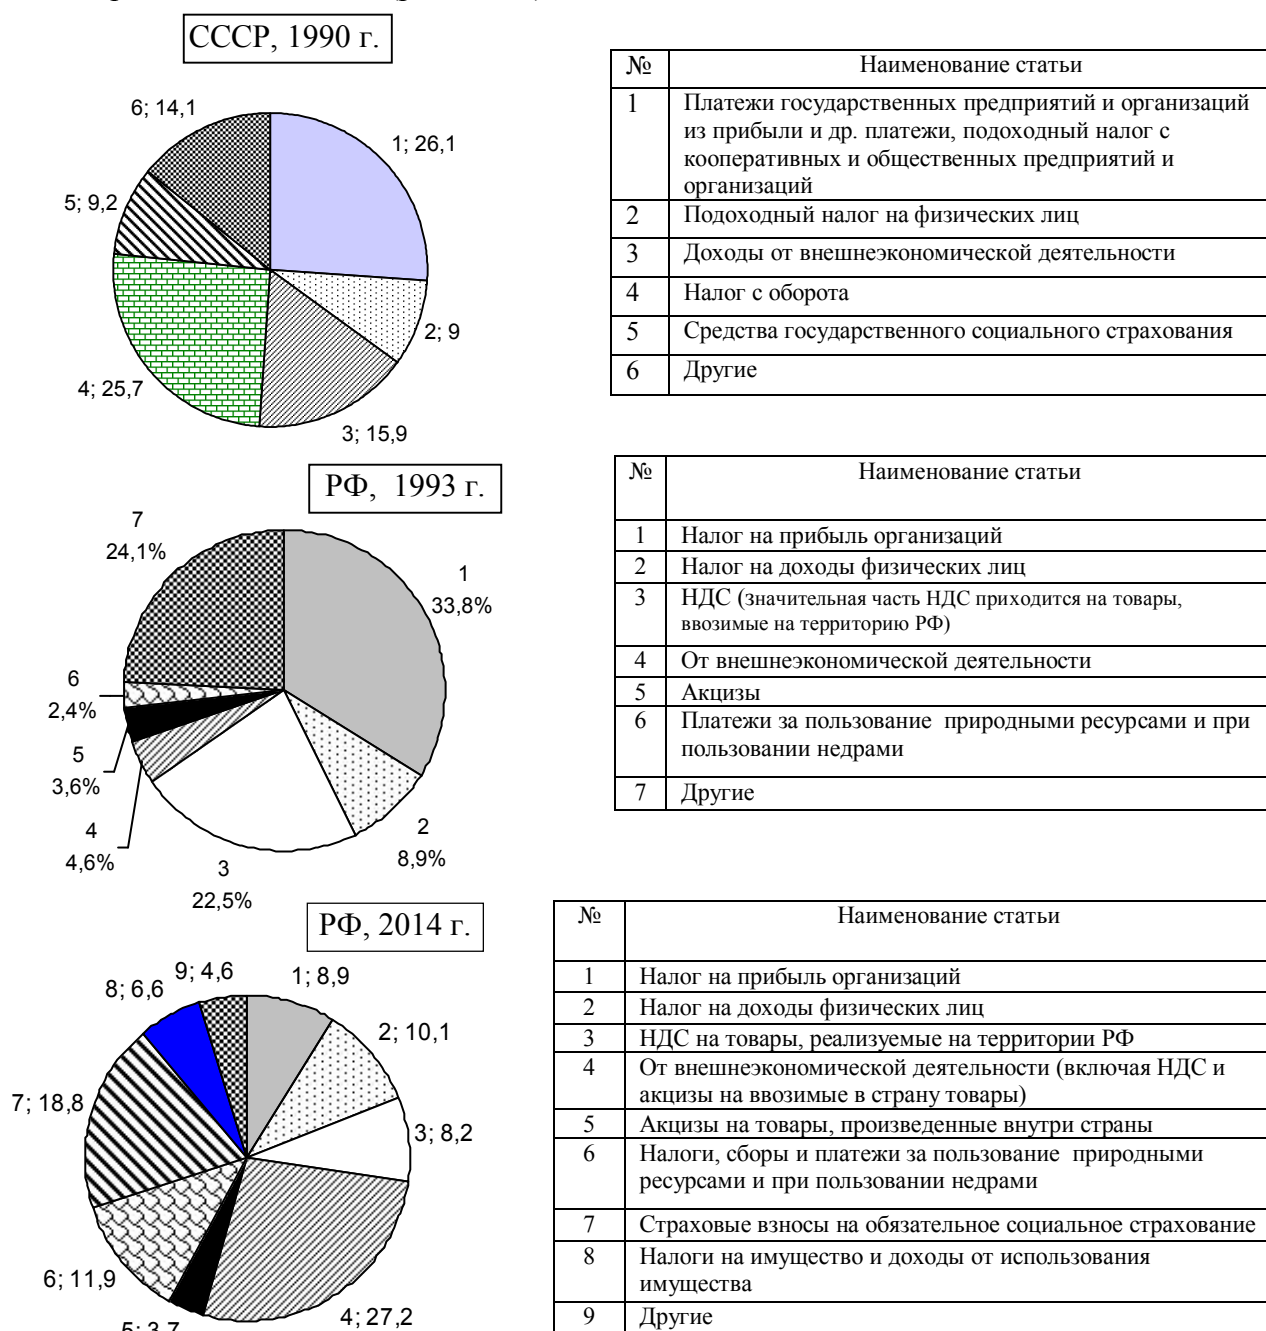 СССР, 1990 г.
6; 14,1
1; 26,1
5; 9,2
2; 9
4; 25,7
3; 15,9
№ Наименование статьи
1 Платежи государственных предприятий и организаций
из прибыли и др. платежи, подоходный налог с
кооперативных и общественных предприятий и
организаций
2 Подоходный налог на физических лиц
3 Доходы от внешнеэкономической деятельности
4 Налог с оборота
5 Средства государственного социального страхования
6 Другие
РФ, 1993 г.
7
24,1%
1
33,8%
6
2,4%
5
3,6%
4
4,6%
3
22,5%
2
8,9%
№ Наименование статьи
1 Налог на прибыль организаций
2 Налог на доходы физических лиц
3 НДС (значительная часть НДС приходится на товары,
ввозимые на территорию РФ)
4 От внешнеэкономической деятельности
5 Акцизы
6 Платежи за пользование природными ресурсами и при
пользовании недрами
7 Другие
РФ, 2014 г.
9; 4,6
1; 8,9
8; 6,6
2; 10,1
7; 18,8
3; 8,2
6; 11,9
4; 27,2
5; 3,7
№ Наименование статьи
1 Налог на прибыль организаций
2 Налог на доходы физических лиц
3 НДС на товары, реализуемые на территории РФ
4 От внешнеэкономической деятельности (включая НДС и
акцизы на ввозимые в страну товары)
5 Акцизы на товары, произведенные внутри страны
6 Налоги, сборы и платежи за пользование природными
ресурсами и при пользовании недрами
7 Страховые взносы на обязательное социальное страхование
8 Налоги на имущество и доходы от использования
имущества
9 Другие